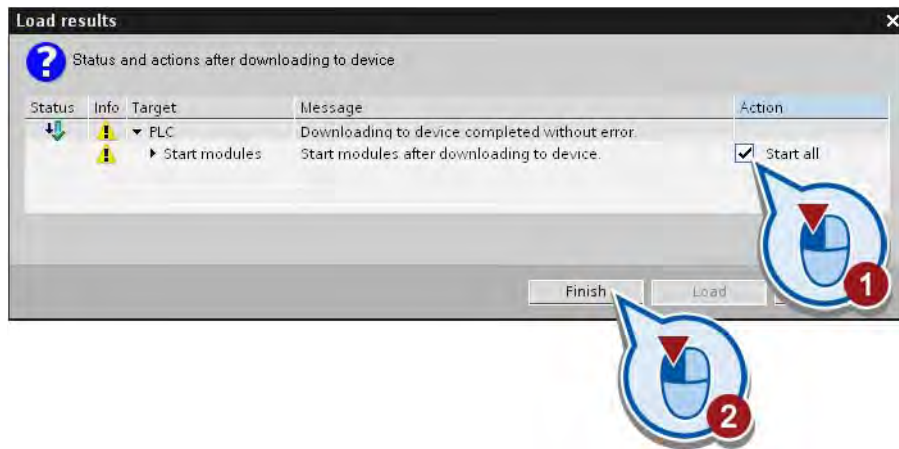 Load results
Status and actions after downloading to device
Status Info Target Message Action
PLC Downloading to device completed without error.
Start modules Start modules after downloading to device. Start all
Finish Load
1
2